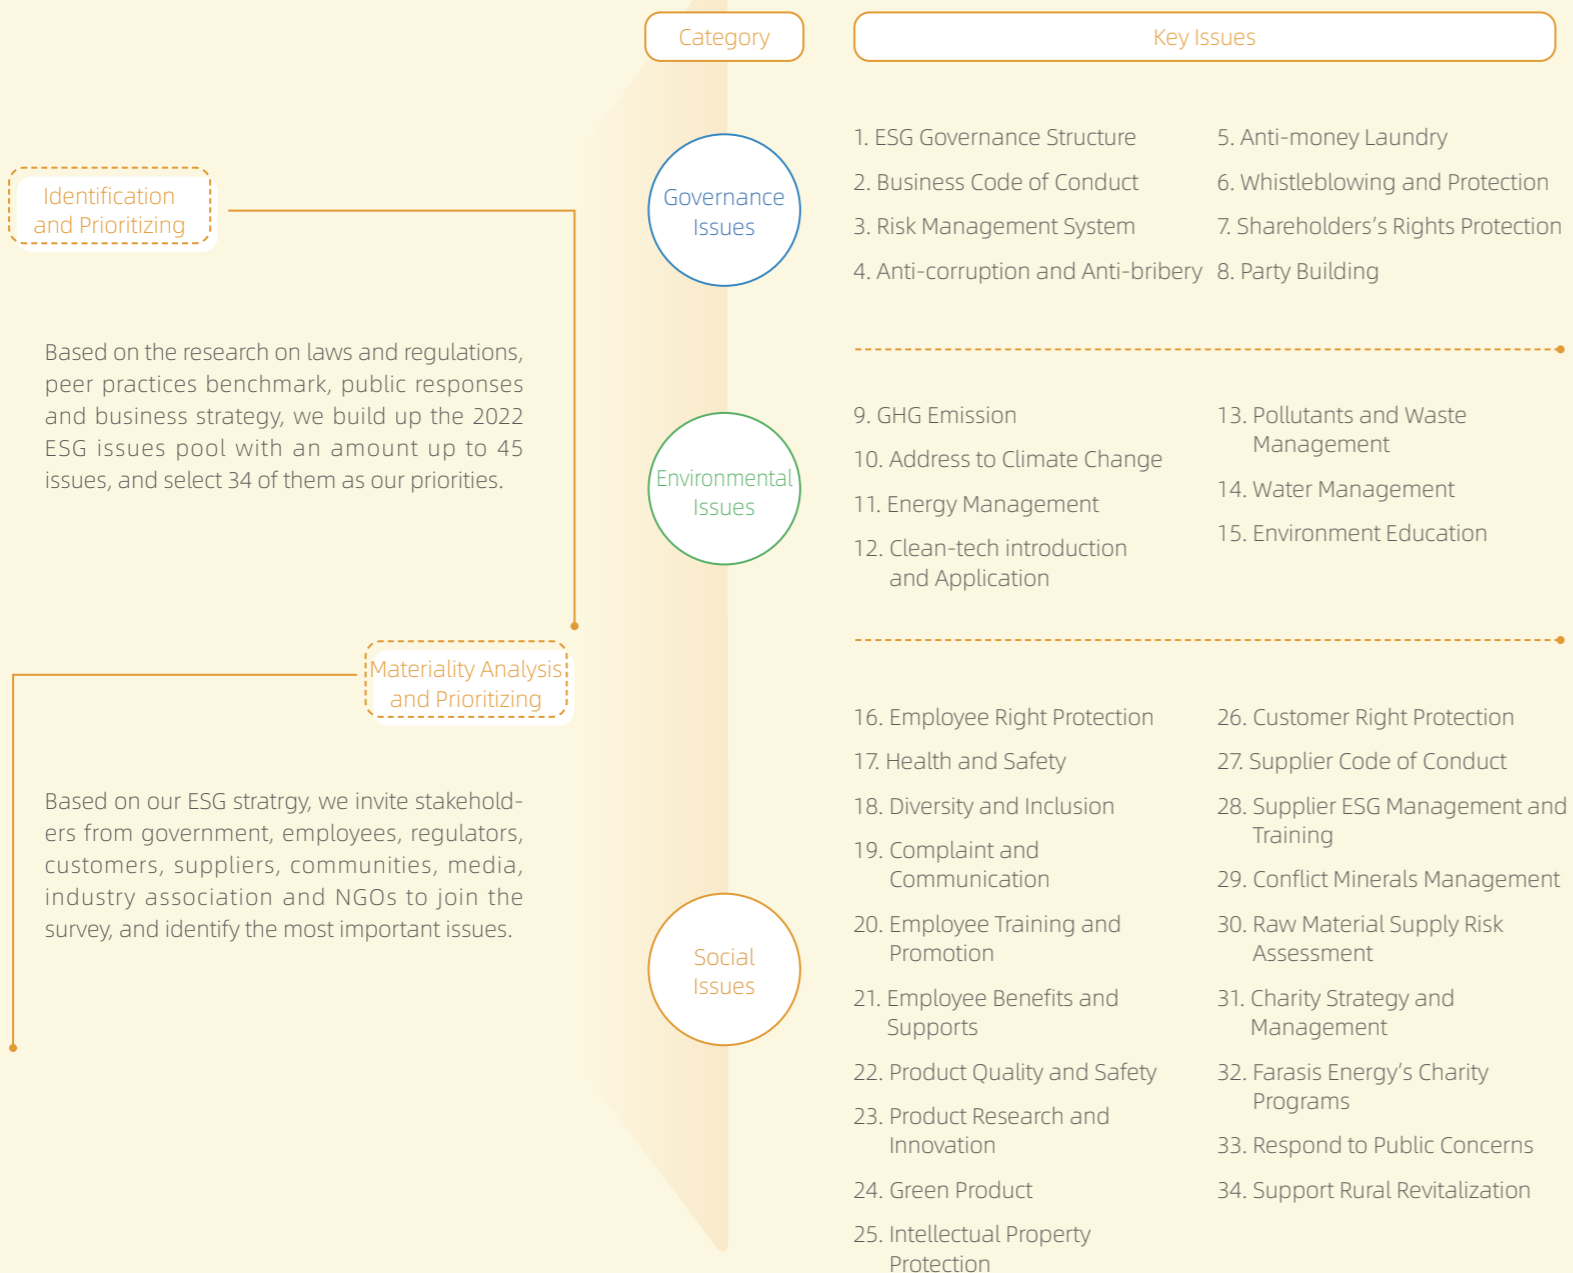 Category
Key Issues
Identification
and Prioritizing
Based on the research on laws and regulations,
peer practices benchmark, public responses
and business strategy, we build up the 2022
ESG issues pool with an amount up to 45
issues, and select 34 of them as our priorities.
Materiality Analysis
and Prioritizing
Based on our ESG stratrgy, we invite stakehold-
ers from government, employees, regulators,
customers, suppliers, communities, media,
industry association and NGOs to join the
survey, and identify the most important issues.
Governance
Issues
1. ESG Governance Structure
2. Business Code of Conduct
3. Risk Management System
4. Anti-corruption and Anti-bribery
5. Anti-money Laundry
6. Whistleblowing and Protection
7. Shareholders's Rights Protection
8. Party Building
Environmental
Issues
9. GHG Emission
10. Address to Climate Change
11. Energy Management
12. Clean-tech introduction
and Application
13. Pollutants and Waste
Management
14. Water Management
15. Environment Education
Social
Issues
16. Employee Right Protection
17. Health and Safety
18. Diversity and Inclusion
19. Complaint and
Communication
20. Employee Training and
Promotion
21. Employee Benefits and
Supports
22. Product Quality and Safety
23. Product Research and
Innovation
24. Green Product
25. Intellectual Property
Protection
26. Customer Right Protection
27. Supplier Code of Conduct
28. Supplier ESG Management and
Training
29. Conflict Minerals Management
30. Raw Material Supply Risk
Assessment
31. Charity Strategy and
Management
32. Farasis Energy's Charity
Programs
33. Respond to Public Concerns
34. Support Rural Revitalization